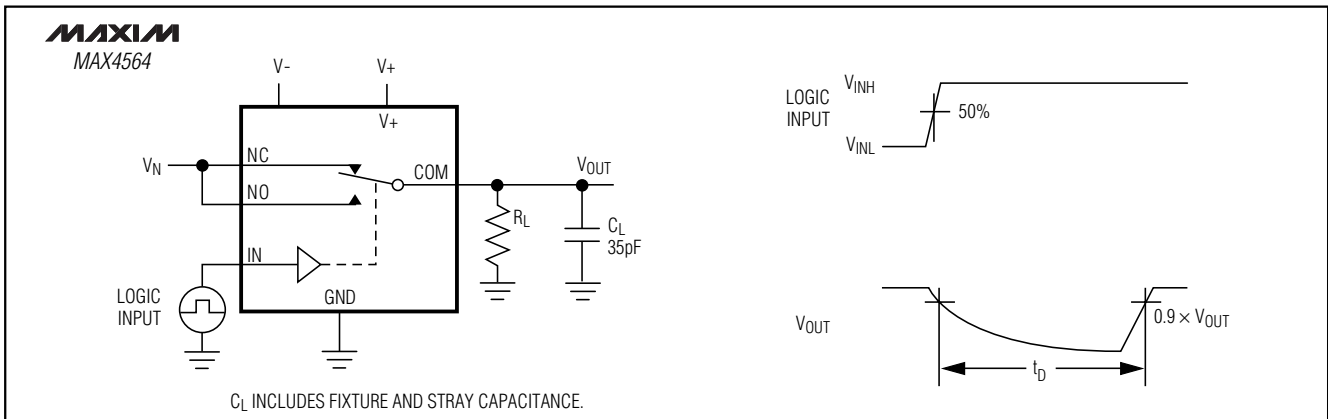 MAXIM
MAX4564
V-
V+
V+
VN
NC
NO
COM
VOUT
RL
CL
35pF
IN
LOGIC
INPUT
GND
CL INCLUDES FIXTURE AND STRAY CAPACITANCE.
LOGIC
INPUT
VINH
VINL
50%
VOUT
0.9 × VOUT
tD